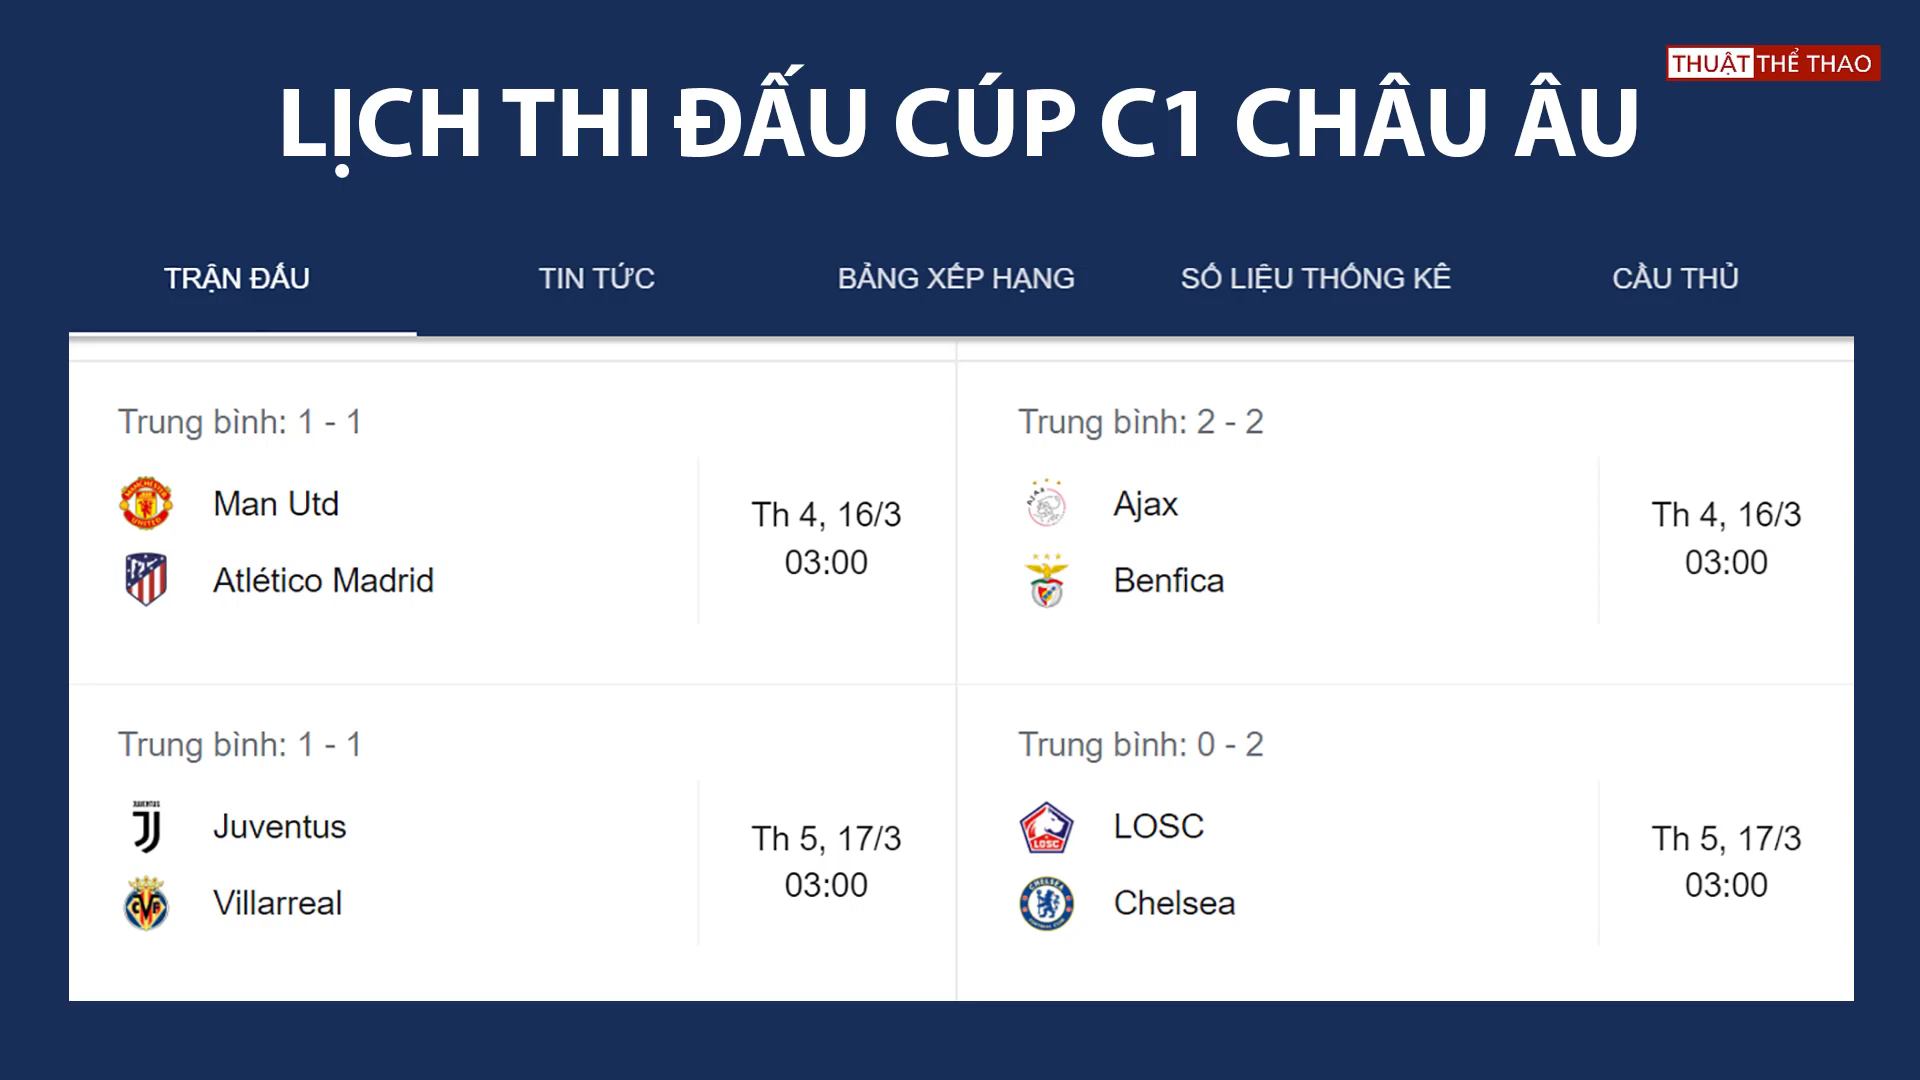 THUẬT THỂ THAO
LỊCH THI ĐẤU CÚP C1 CHÂU ÂU
TRẬN ĐẤU TIN TỨC BẢNG XẾP HẠNG SỐ LIỆU THỐNG KÊ CẦU THỦ
Trung bình: 1 - 1
Man Utd
Atlético Madrid
Th 4, 16/3
03:00
Trung bình: 2 - 2
Ajax
Benfica
Th 4, 16/3
03:00
Trung bình: 1 - 1
Juventus
Villarreal
Th 5, 17/3
03:00
Trung bình: 0 - 2
LOSC
Chelsea
Th 5, 17/3
03:00